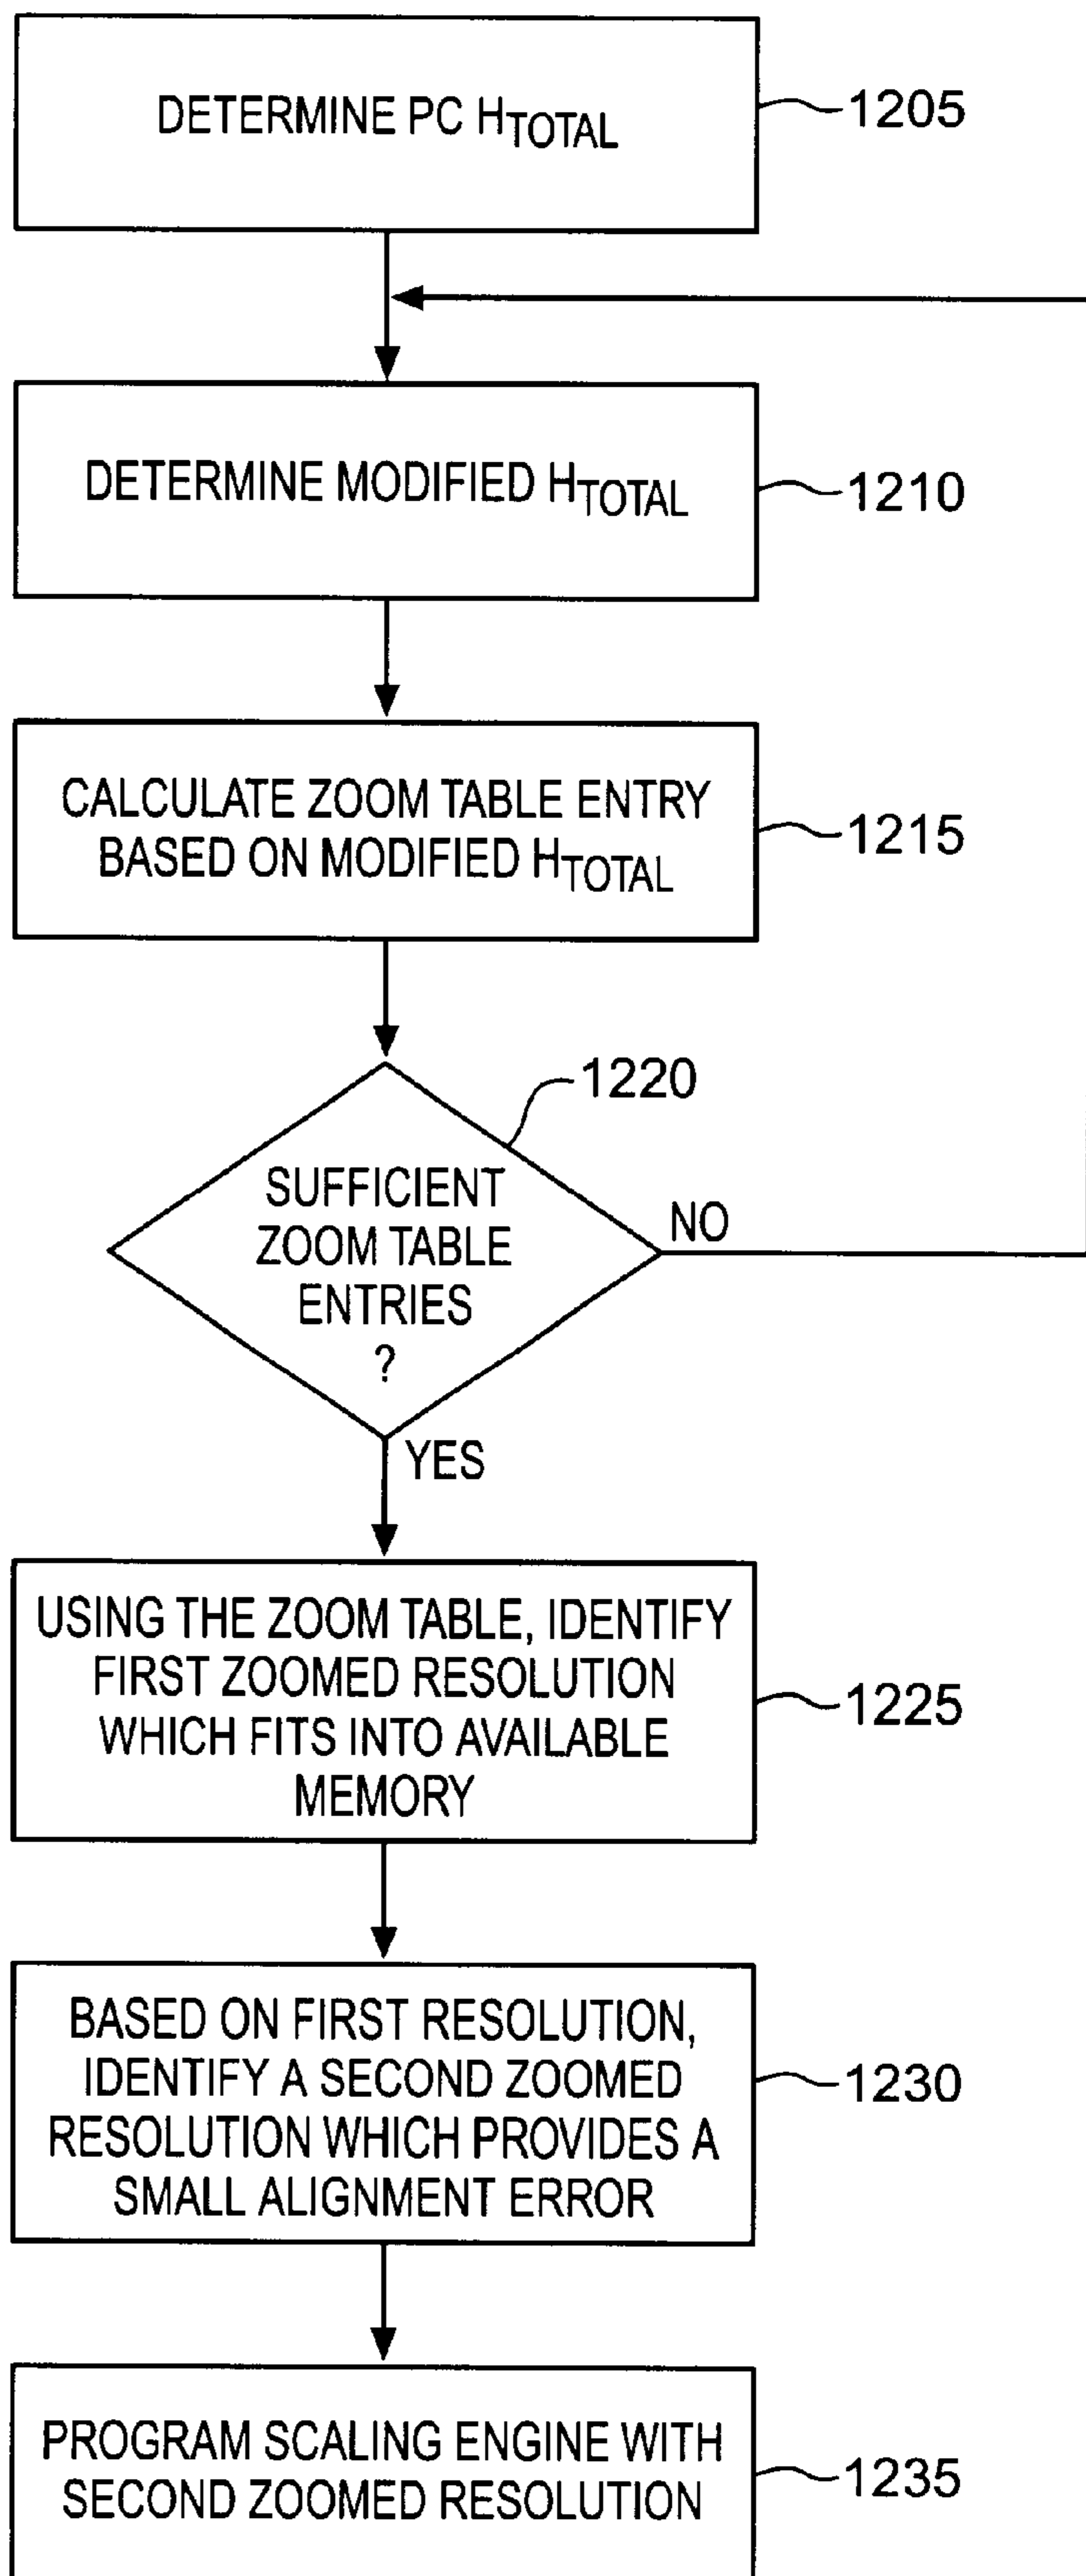 DETERMINE PC HTOTAL
1205
DETERMINE MODIFIED HTOTAL
1210
CALCULATE ZOOM TABLE ENTRY
BASED ON MODIFIED HTOTAL
1215
1220
SUFFICIENT
ZOOM TABLE
ENTRIES
?
NO
YES
USING THE ZOOM TABLE, IDENTIFY
FIRST ZOOMED RESOLUTION
WHICH FITS INTO AVAILABLE
MEMORY
1225
BASED ON FIRST RESOLUTION,
IDENTIFY A SECOND ZOOMED
RESOLUTION WHICH PROVIDES A
SMALL ALIGNMENT ERROR
1230
PROGRAM SCALING ENGINE WITH
SECOND ZOOMED RESOLUTION
1235